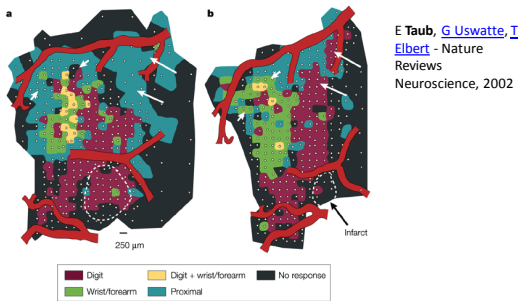 a
b
E Taub, G Uswatte, T
Elbert - Nature
Reviews
Neuroscience, 2002
250 μm
Infarct
Digit
Digit + wrist/forearm
No response
Wrist/forearm
Proximal